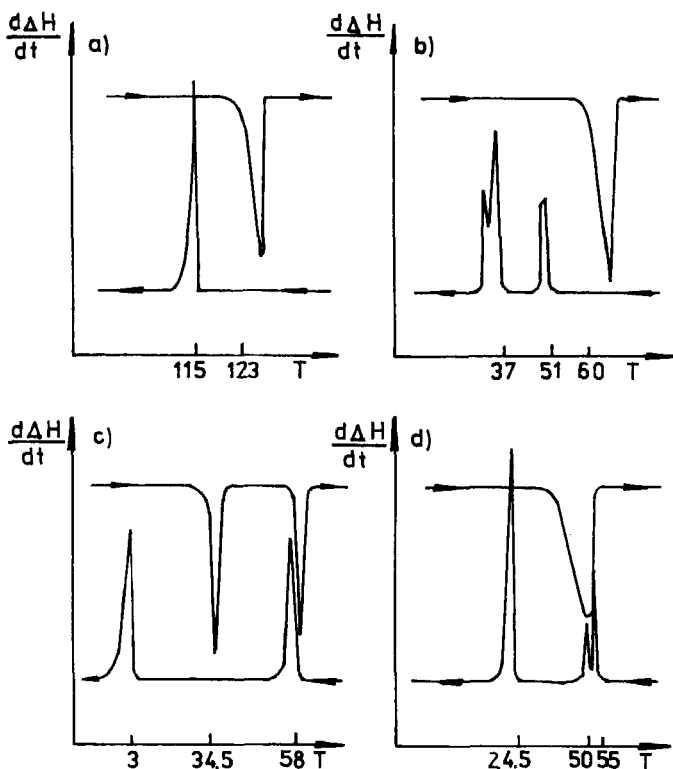 dΔH
dt
a)
115 123 T
dΔH
dt
b)
37 51 60 T
dΔH
dt
c)
3 34.5 58 T
dΔH
dt
d)
24.5 50 55 T